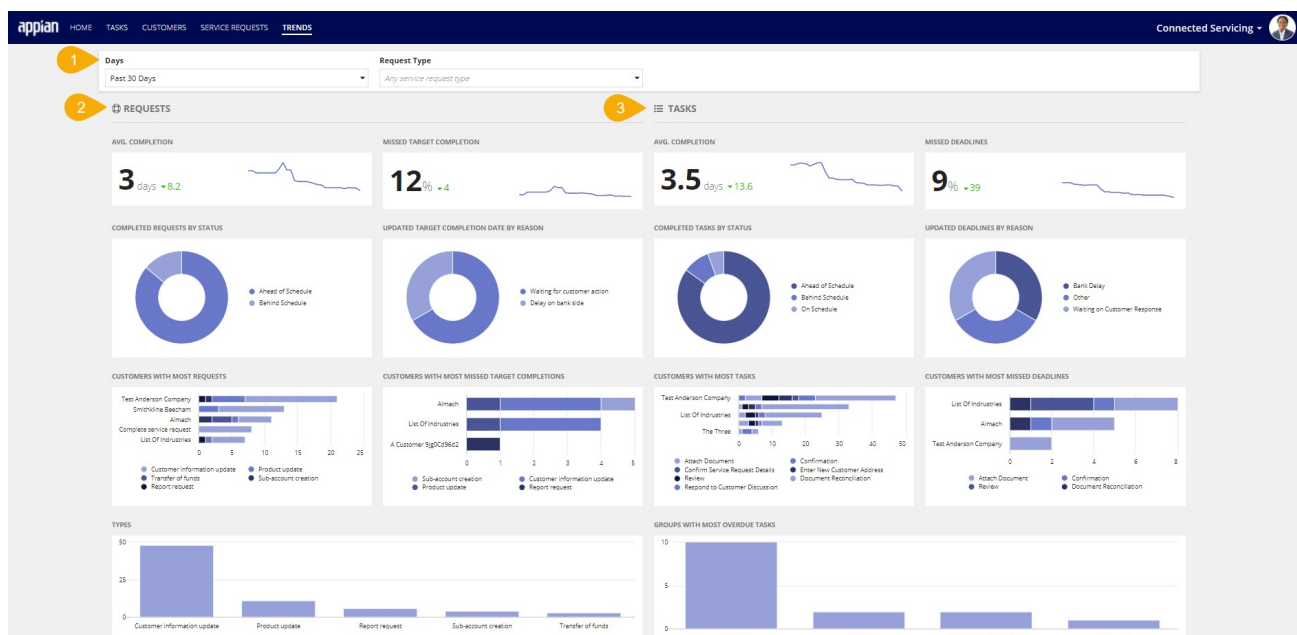 appian HOME TASKS CUSTOMERS SERVICE REQUESTS TRENDS Connected Servicing
1 Days Request Type
Past 30 Days Any service request type
2 REQUESTS 3 TASKS
AVG. COMPLETION MISSED TARGET COMPLETION AVG. COMPLETION MISSED DEADLINES
3 days 8.2 12% 4 3.5 days 13.6 9% 39
COMPLETED REQUESTS BY STATUS UPDATED TARGET COMPLETION DATE BY REASON COMPLETED TASKS BY STATUS UPDATED DEADLINES BY REASON
Ahead of Schedule
Behind Schedule
Waiting for customer action
Delay on bank side
Ahead of Schedule
Behind Schedule
On Schedule
Bank Delay
Other
Waiting on Customer Response
CUSTOMERS WITH MOST REQUESTS CUSTOMERS WITH MOST MISSED TARGET COMPLETIONS CUSTOMERS WITH MOST TASKS CUSTOMERS WITH MOST MISSED DEADLINES
Test Anderson Company
Smithkline Beecham
Almach
Complete service request
List Of Indrustries
0 5 10 15 20 25
Customer information update Product update
Transfer of funds Sub-account creation
Report request
Almach
List Of Indrustries
A Customer 9jg0Cd96d2
0 1 2 3 4 5
Sub-account creation Customer information update
Product update Report request
Test Anderson Company
List Of Indrustries
The Three
0 10 20 30 40 50
Attach Document Confirmation
Confirm Service Request Details Enter New Customer Address
Review Document Reconciliation
Respond to Customer Discussion
List Of Indrustries
Almach
Test Anderson Company
0 2 4 6 8
Attach Document Confirmation
Review Document Reconciliation
TYPES GROUPS WITH MOST OVERDUE TASKS
50
25
0
Customer information update Product update Report request Sub-account creation Transfer of funds
10
5
0